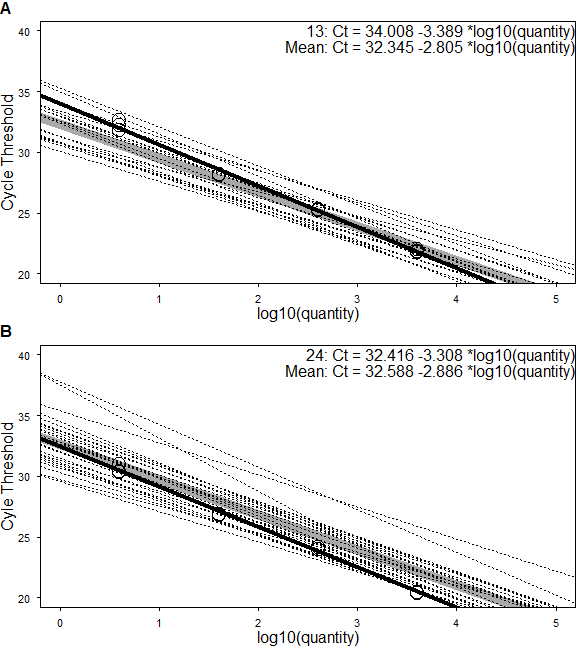 A
13: Ct = 34.008 -3.389 *log10(quantity)
Mean: Ct = 32.345 -2.805 *log10(quantity)
Cycle Threshold
40
35
30
25
20
0 1 2 3 4 5
log10(quantity)
B
24: Ct = 32.416 -3.308 *log10(quantity)
Mean: Ct = 32.588 -2.886 *log10(quantity)
Cyle Threshold
40
35
30
25
20
0 1 2 3 4 5
log10(quantity)